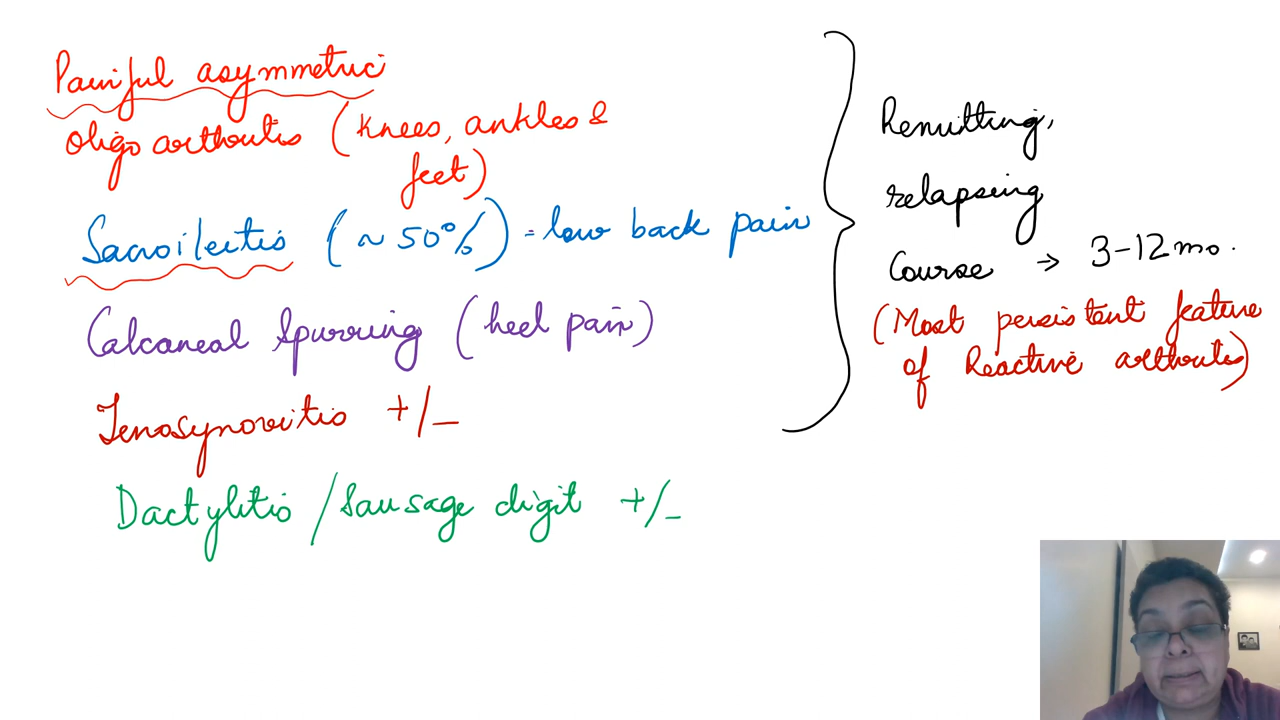 Painful asymmetric
oligo arthritis (knees, ankles &
feet)
Sacroileitis (~50%) = low back pain
Calcaneal spurring (heel pain)
Tenosynovitis +/-
Dactylitis / Sausage digit +/-
Remitting,
relapsing
Course → 3-12 mo.
(Most persistent feature
of Reactive arthritis)